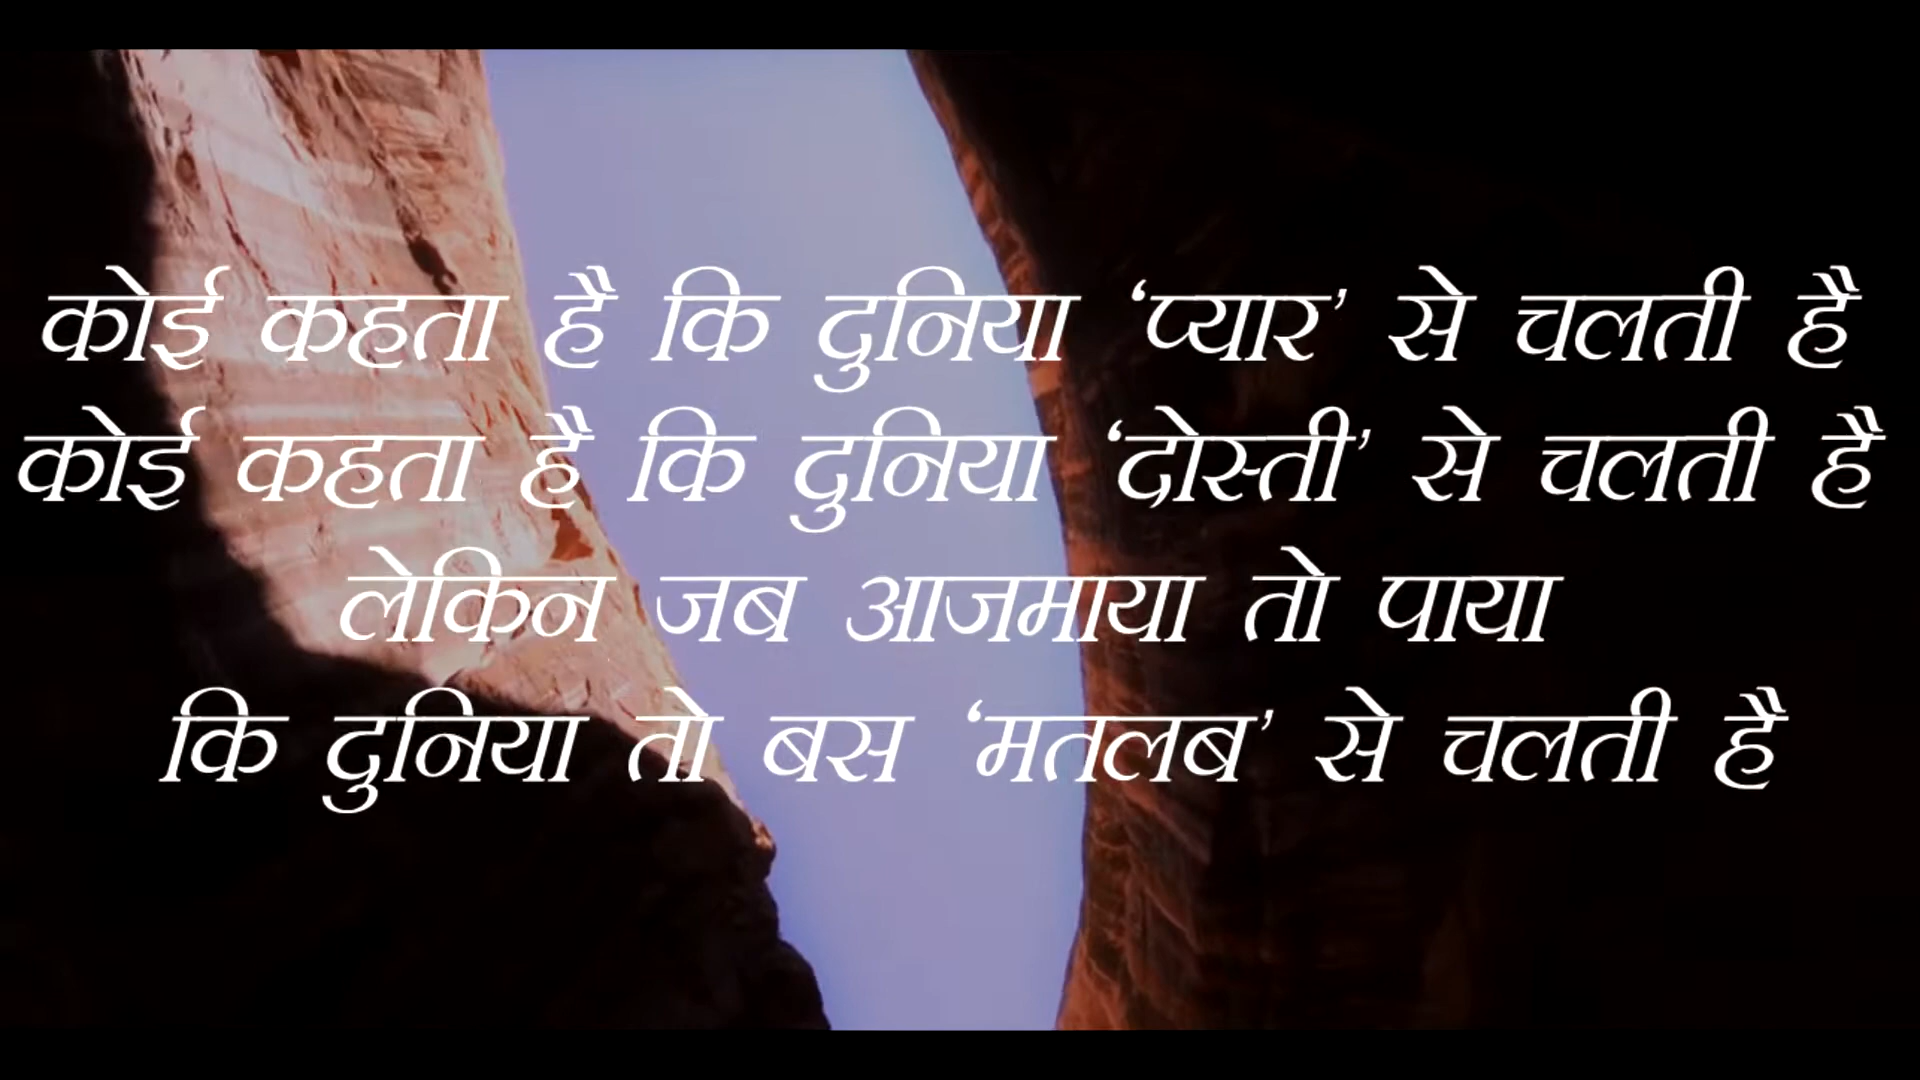 कोई कहता है कि दुनिया ‘प्यार’ से चलती है
कोई कहता है कि दुनिया ‘दोस्ती’ से चलती है
लेकिन जब आजमाया तो पाया
कि दुनिया तो बस ‘मतलब’ से चलती है